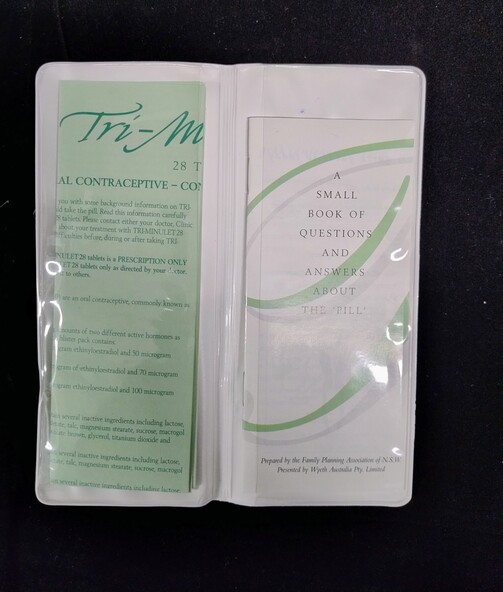 Tri-M
28 T
AL CONTRACEPTIVE – CON
you with some background information on TRI-
take the pill. Read this information carefully
28 tablets. Please contact either your doctor, Clinic
about your treatment with TRI-MINULET 28
difficulties before, during or after taking TRI-
NULET 28 tablets is a PRESCRIPTION ONLY
LET 28 tablets only as directed by your doctor.
to others.
are an oral contraceptive, commonly known as
amounts of two different active hormones as
pack contains
gram ethinyloestradiol and 50 microgram
ogram of ethinyloestradiol and 70 microgram
ogram ethinyloestradiol and 100 microgram
several inactive ingredients including lactose,
talc, magnesium stearate, sucrose, macrogol
glycerol, titanium dioxide and
several inactive ingredients including lactose,
talc, magnesium stearate, sucrose, macrogol
several inactive ingredients including lactose,
A
SMALL
BOOK OF
QUESTIONS
AND
ANSWERS
ABOUT
THE 'PILL'
Prepared by the Family Planning Association of N.S.W.
Presented by Wyeth Australia Pty. Limited